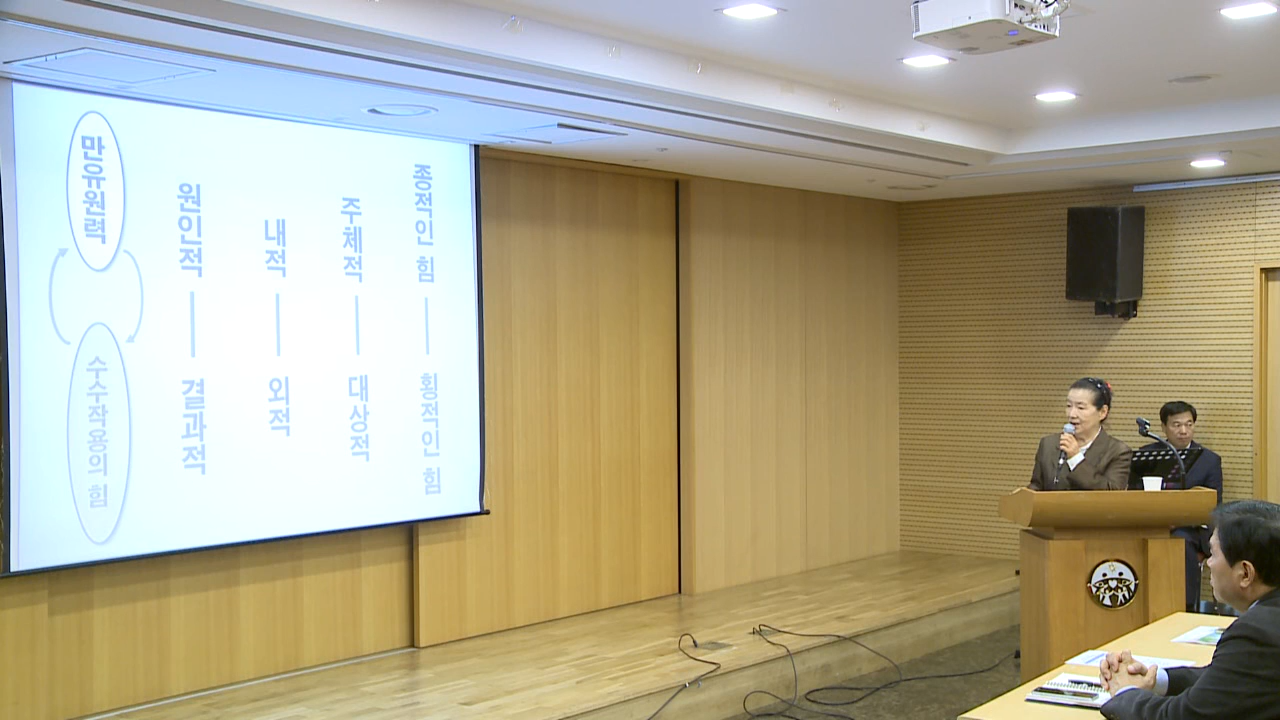 만유원력
수수작용의 힘
원인적 ― 결과적
내적 ― 외적
주체적 ― 대상적
종적인 힘 ― 횡적인 힘